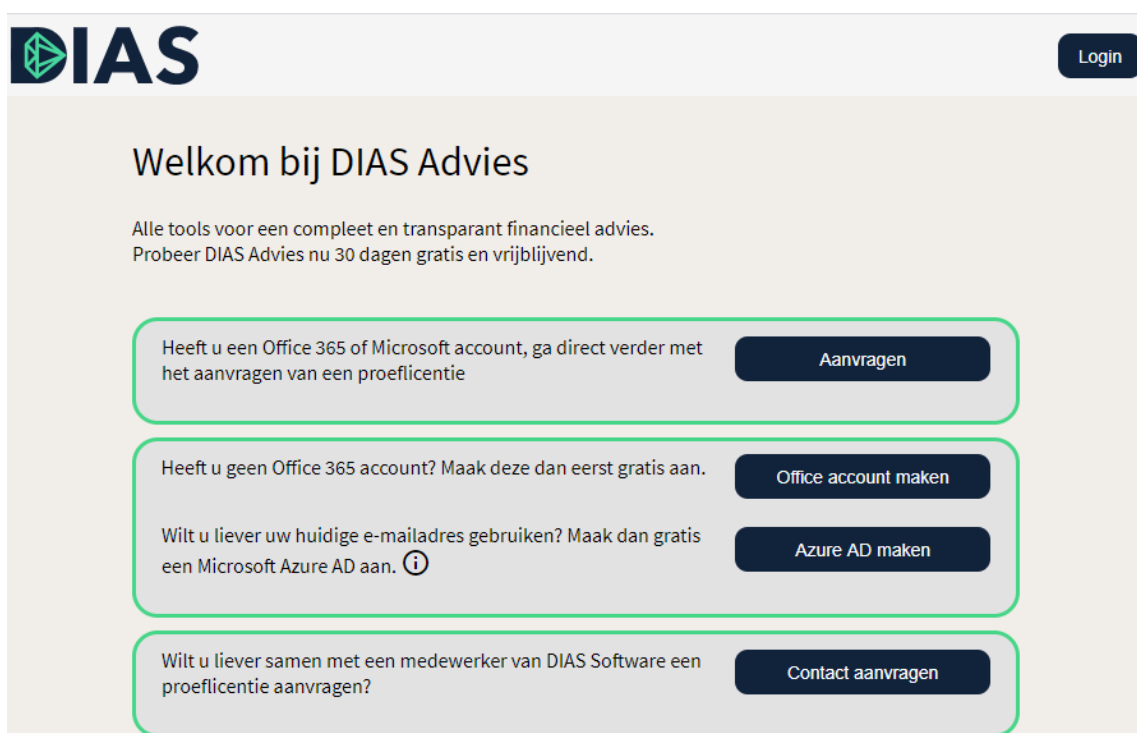 DIAS
Login
Welkom bij DIAS Advies
Alle tools voor een compleet en transparant financieel advies.
Probeer DIAS Advies nu 30 dagen gratis en vrijblijvend.
Heeft u een Office 365 of Microsoft account, ga direct verder met
het aanvragen van een proeflicentie
Aanvragen
Heeft u geen Office 365 account? Maak deze dan eerst gratis aan.
Office account maken
Wilt u liever uw huidige e-mailadres gebruiken? Maak dan gratis
een Microsoft Azure AD aan.
Azure AD maken
Wilt u liever samen met een medewerker van DIAS Software een
proeflicentie aanvragen?
Contact aanvragen